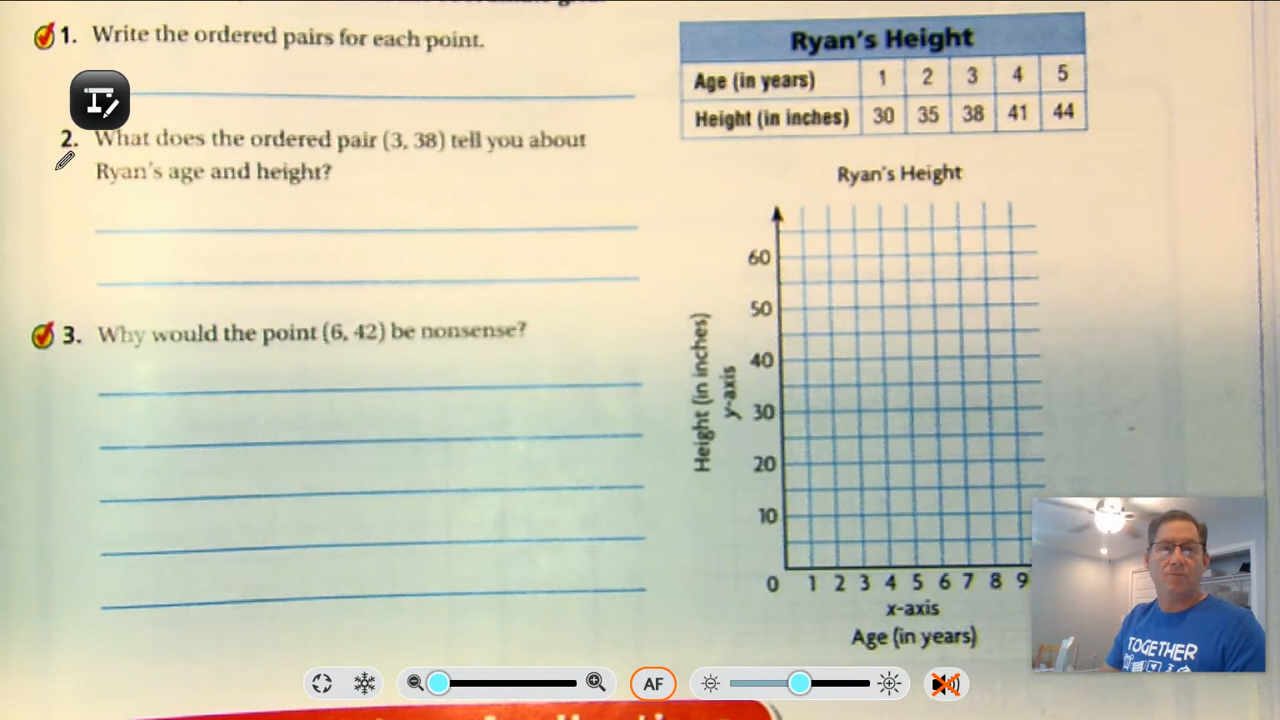 1. Write the ordered pairs for each point.
2. What does the ordered pair (3, 38) tell you about
Ryan's age and height?
3. Why would the point (6, 42) be nonsense?
Ryan's Height
Age (in years) 1 2 3 4 5
Height (in inches) 30 35 38 41 44
Ryan's Height
60
50
40
30
20
10
0 1 2 3 4 5 6 7 8 9
Height (in inches)
y-axis
x-axis
Age (in years)
TOGETHER
AF